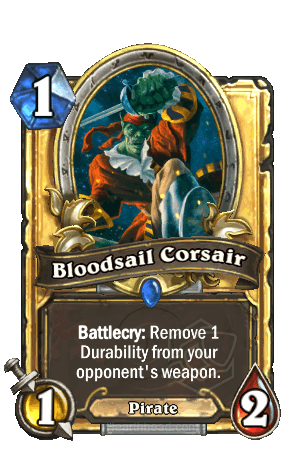 1
Bloodsail Corsair
Battlecry: Remove 1
Durability from your
opponent's weapon.
1
Pirate
2